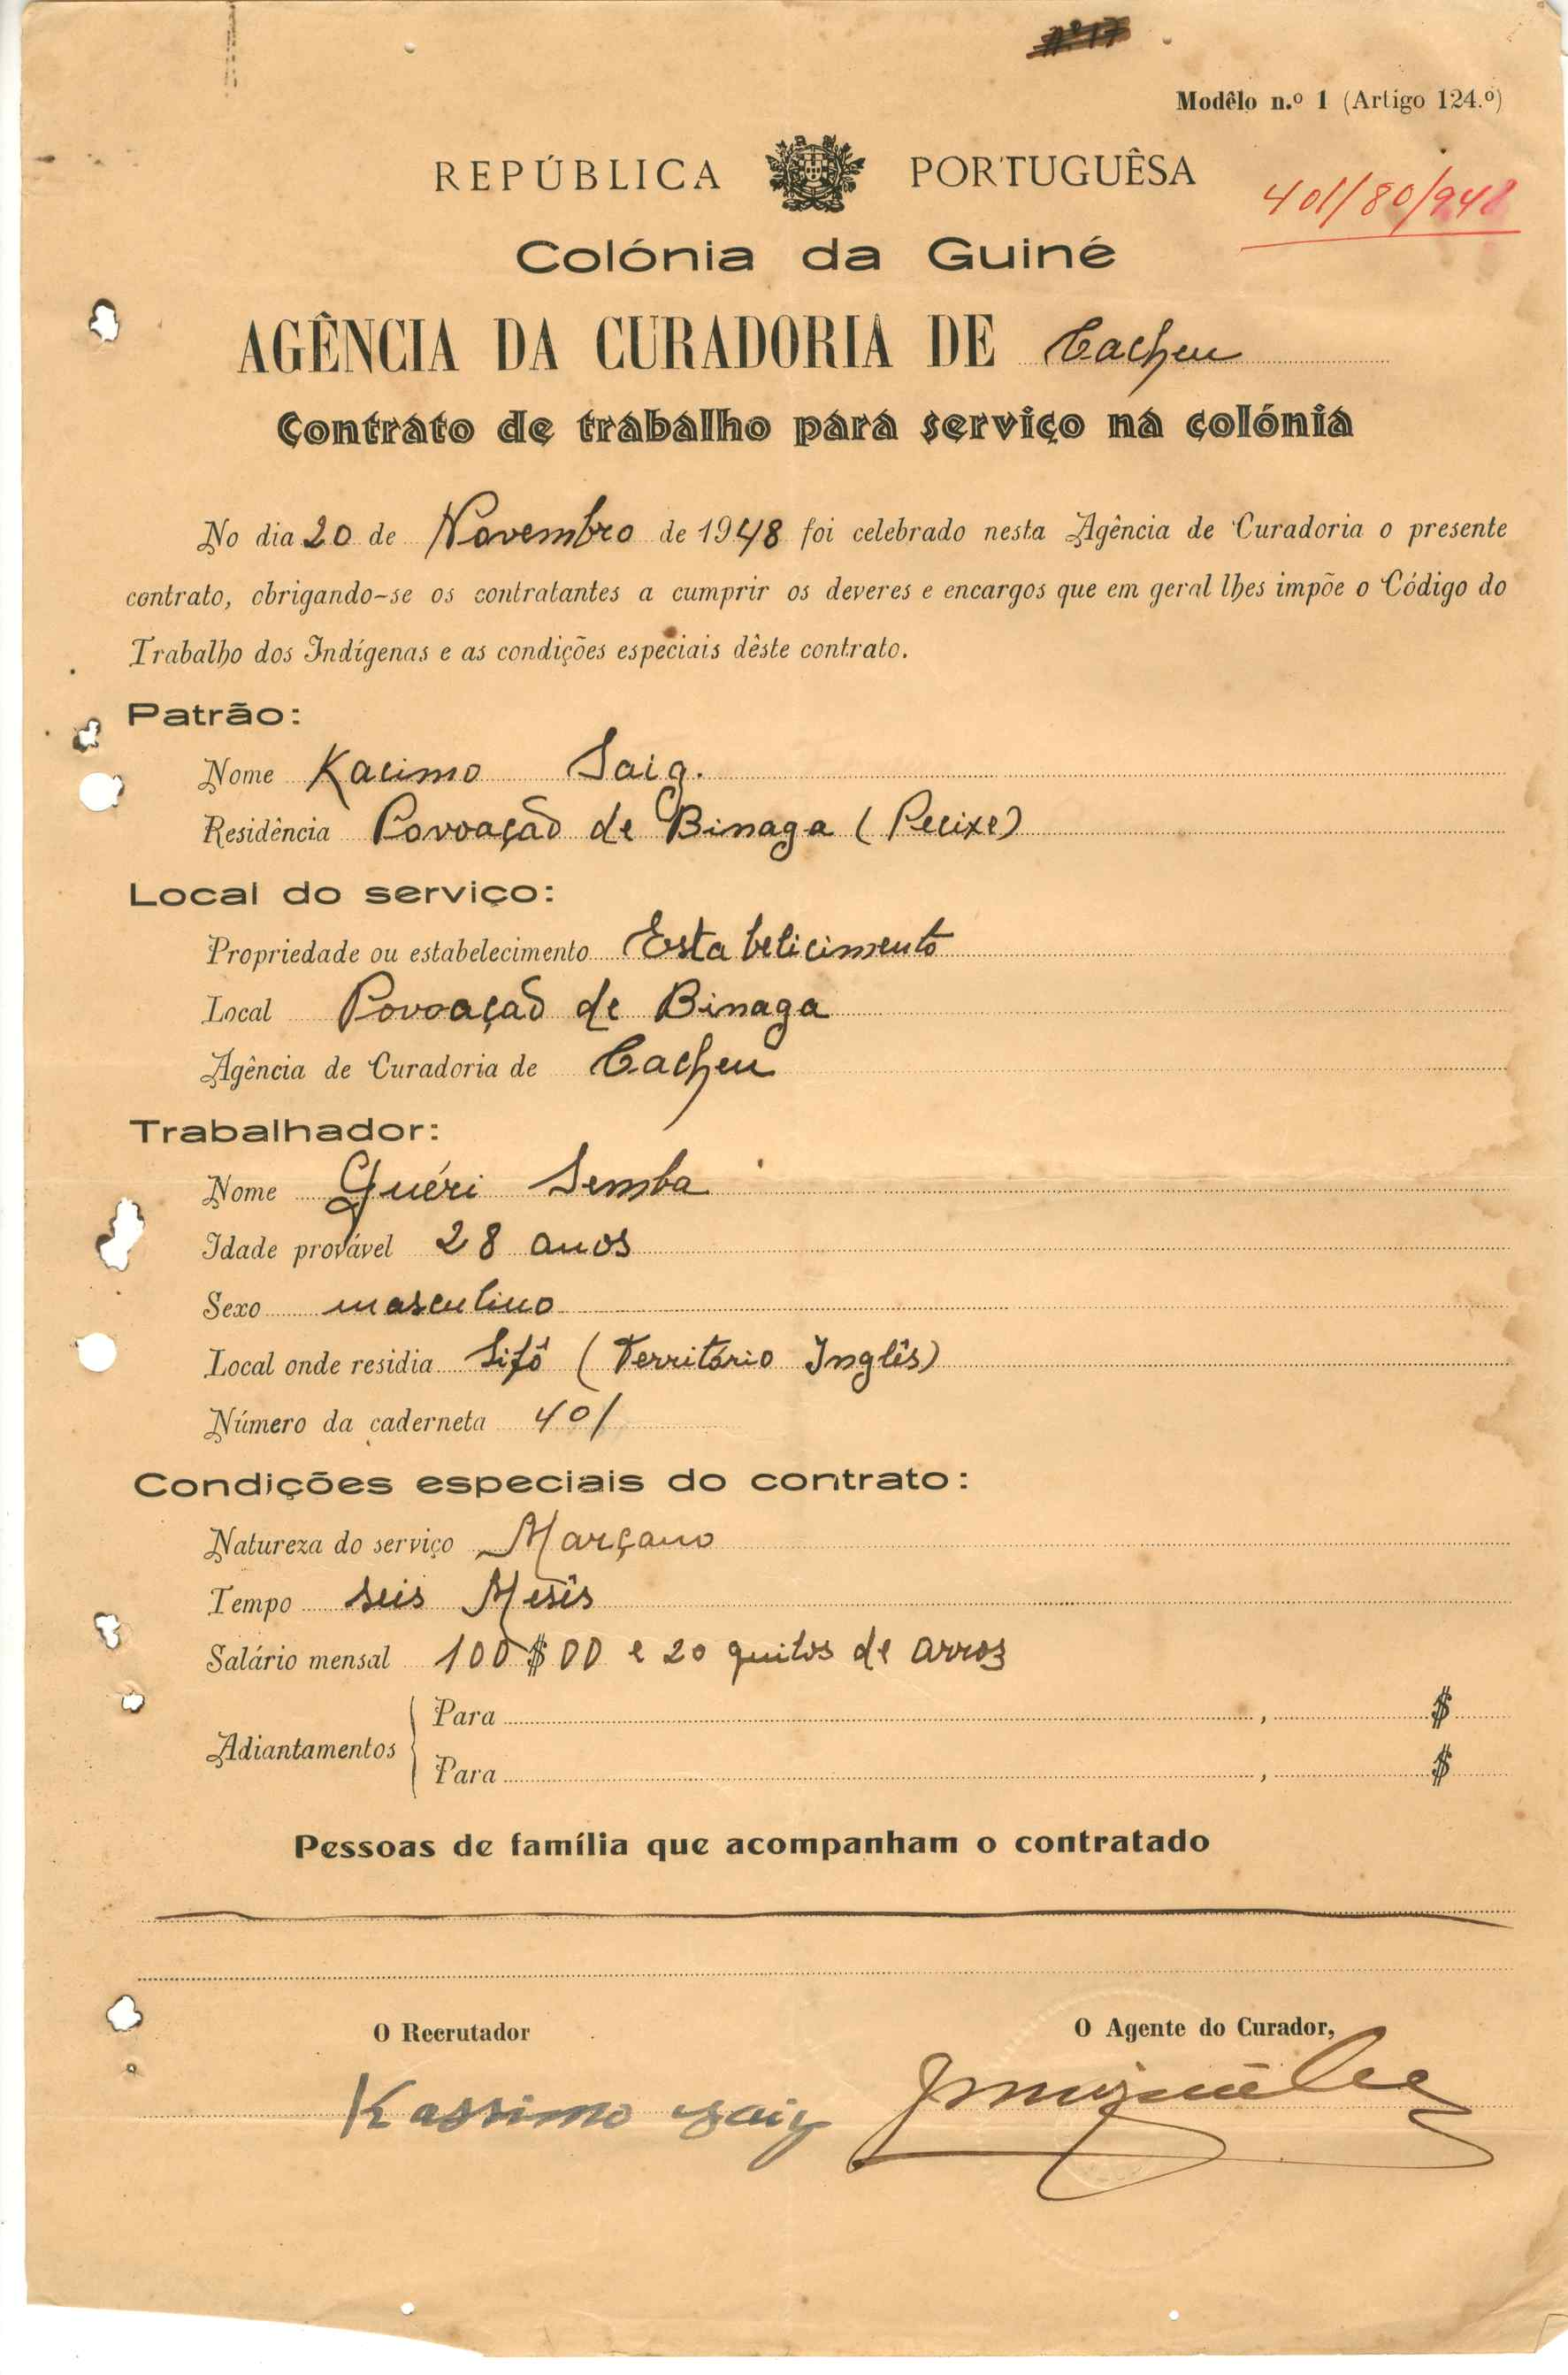 Modêlo n.º 1 (Artigo 124.º)
REPÚBLICA PORTUGUÊSA
401/80/948
Colónia da Guiné
AGÊNCIA DA CURADORIA DE Cacheu
Contrato de trabalho para serviço na colónia
No dia 20 de Novembro de 1948 foi celebrado nesta Agência de Curadoria o presente
contrato, obrigando-se os contratantes a cumprir os deveres e encargos que em geral lhes impõe o Código do
Trabalho dos Indígenas e as condições especiais dêste contrato.
Patrão:
Nome Kacimo Saig.
Residência Povoação de Binaga (Pecixe)
Local do serviço:
Propriedade ou estabelecimento Estabelicimento
Local Povoação de Binaga
Agência de Curadoria de Cacheu
Trabalhador:
Nome Guéri Semba
Idade provável 28 anos
Sexo masculino
Local onde residia Sifô (Território Inglês)
Número da caderneta 401
Condições especiais do contrato:
Natureza do serviço Marçano
Tempo seis Mesês
Salário mensal 100$00 e 20 quilos de arros
Adiantamentos
Para , $
Para , $
Pessoas de família que acompanham o contratado
O Recrutador
O Agente do Curador,
Kassimo Saig